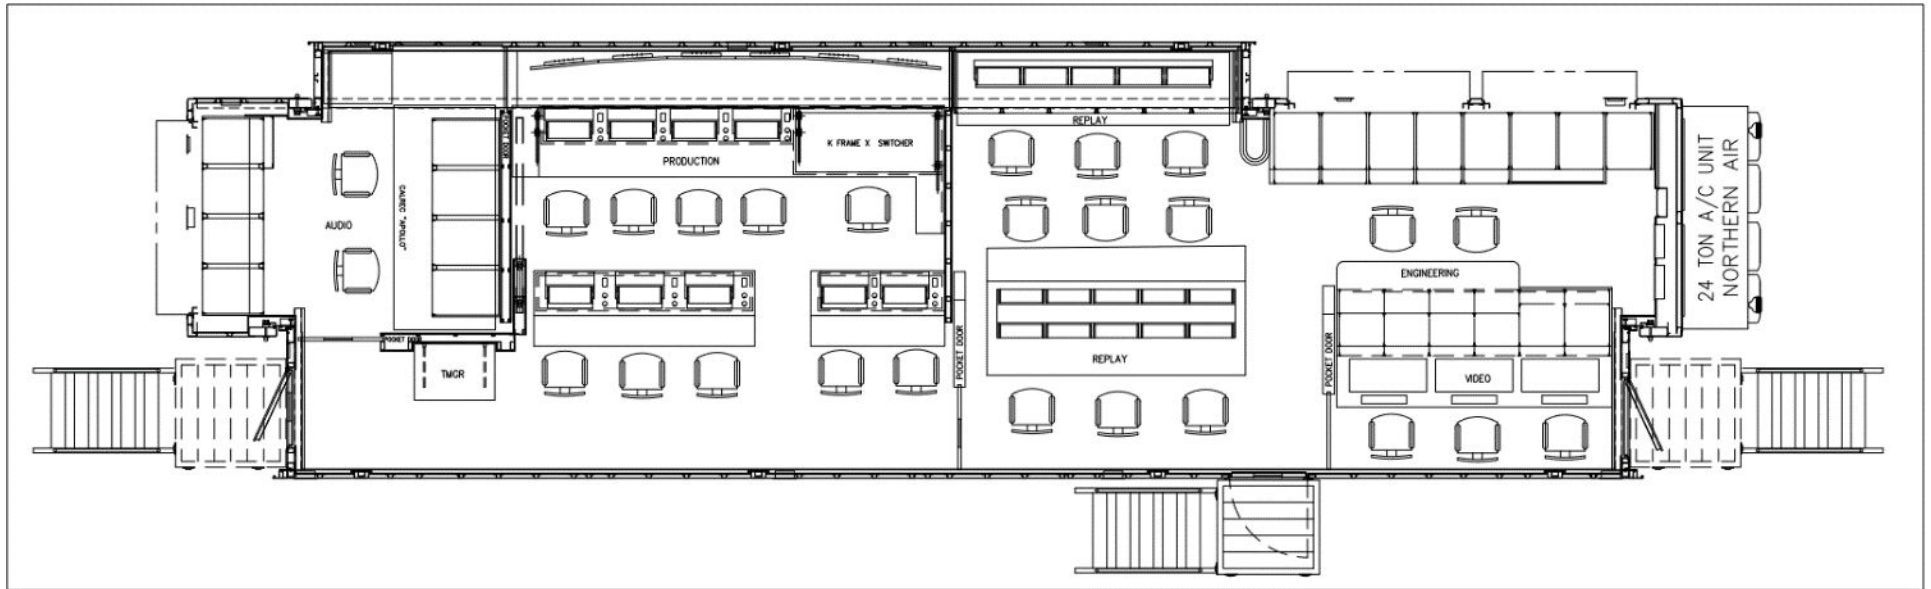 REPLAY
POCKET DOOR
K FRAME X SWITCHER
PRODUCTION
24 TON A/C UNIT
NORTHERN AIR
CALREC "APOLLO"
AUDIO
ENGINEERING
POCKET DOOR
POCKET DOOR
POCKET DOOR
REPLAY
TMGR
VIDEO